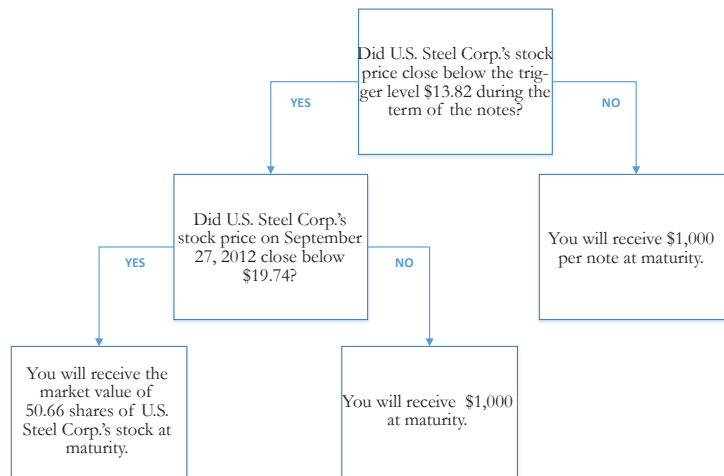 Did U.S. Steel Corp.'s stock
price close below the trig-
ger level $13.82 during the
term of the notes?
YES
NO
Did U.S. Steel Corp.'s
stock price on September
27, 2012 close below
$19.74?
You will receive $1,000
per note at maturity.
YES
NO
You will receive the
market value of
50.66 shares of U.S.
Steel Corp.'s stock at
maturity.
You will receive $1,000
at maturity.